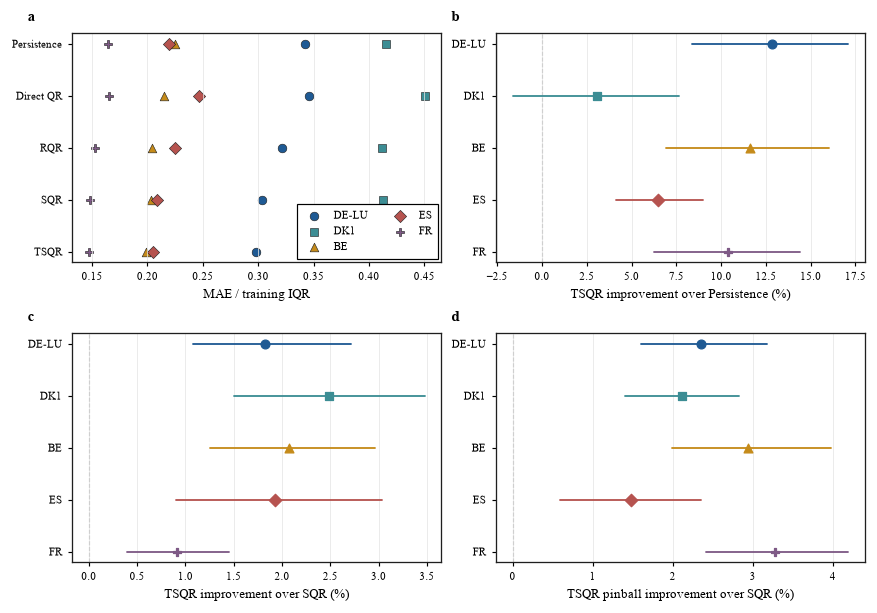 a
Persistence
Direct QR
RQR
SQR
TSQR
DE-LU
DK1
BE
ES
FR
0.15 0.20 0.25 0.30 0.35 0.40 0.45
MAE / training IQR
b
DE-LU
DK1
BE
ES
FR
−2.5 0.0 2.5 5.0 7.5 10.0 12.5 15.0 17.5
TSQR improvement over Persistence (%)
c
DE-LU
DK1
BE
ES
FR
0.0 0.5 1.0 1.5 2.0 2.5 3.0 3.5
TSQR improvement over SQR (%)
d
DE-LU
DK1
BE
ES
FR
0 1 2 3 4
TSQR pinball improvement over SQR (%)